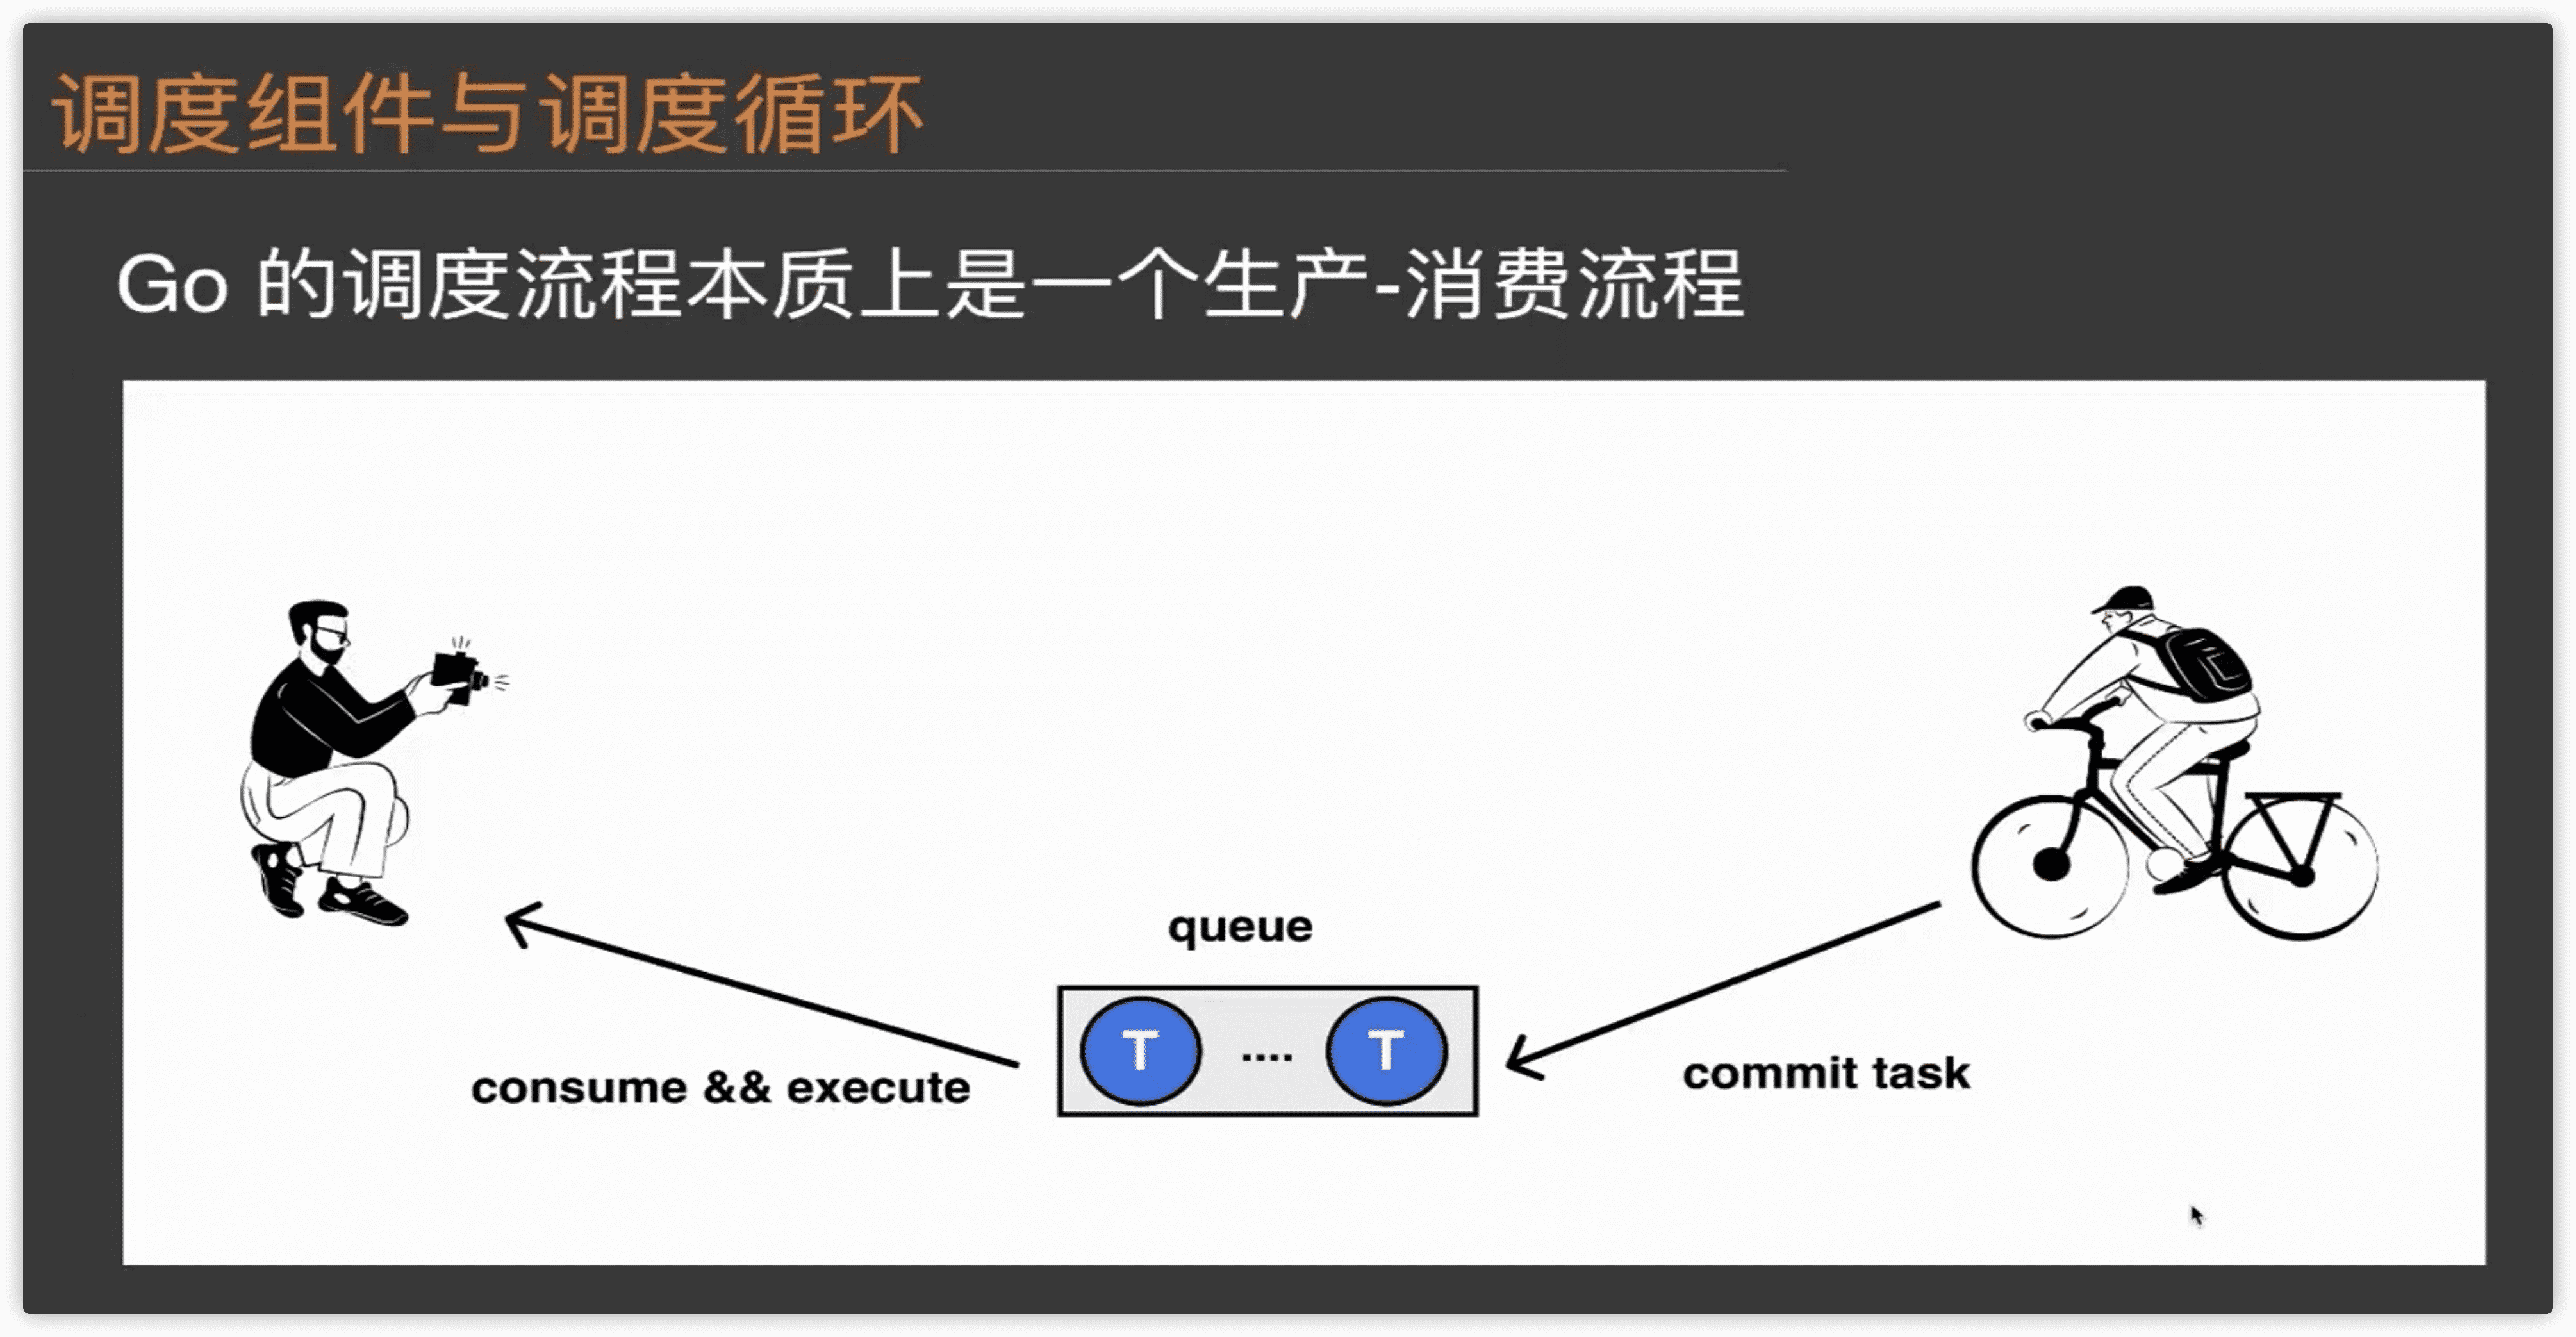 调度组件与调度循环
Go 的调度流程本质上是一个生产-消费流程
queue
T .... T
consume && execute
commit task